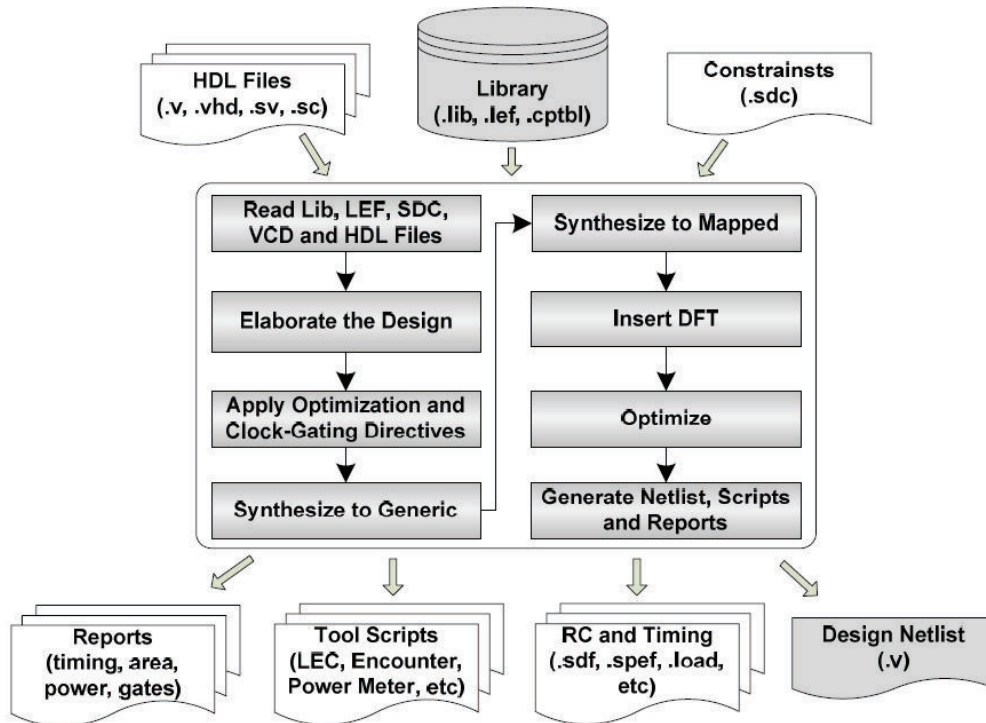 HDL Files
(.v, .vhd, .sv, .sc)
Library
(.lib, .lef, .cptbl)
Constrainsts
(.sdc)
Read Lib, LEF, SDC,
VCD and HDL Files
Elaborate the Design
Apply Optimization and
Clock-Gating Directives
Synthesize to Generic
Synthesize to Mapped
Insert DFT
Optimize
Generate Netlist, Scripts
and Reports
Reports
(timing, area,
power, gates)
Tool Scripts
(LEC, Encounter,
Power Meter, etc)
RC and Timing
(.sdf, .spef, .load,
etc)
Design Netlist
(.v)